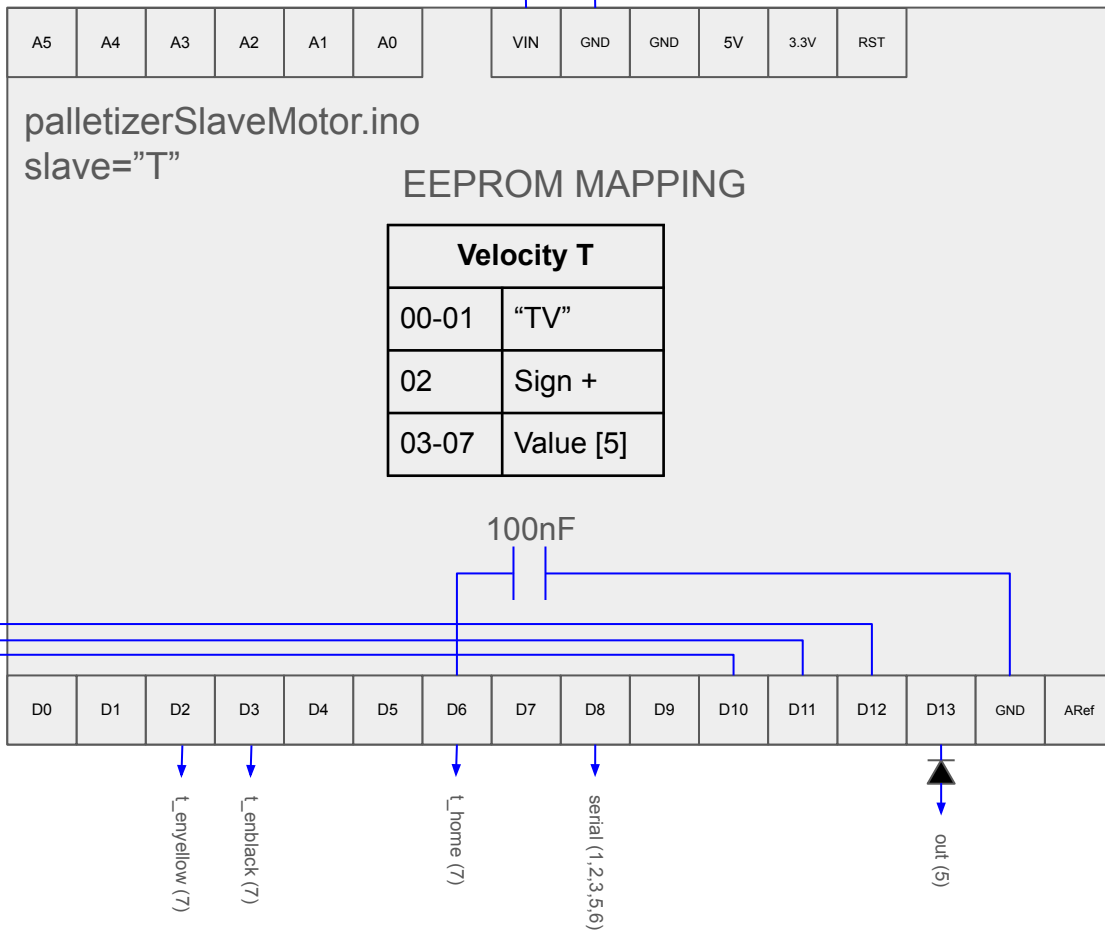 A5 A4 A3 A2 A1 A0 VIN GND GND 5V 3.3V RST
palletizerSlaveMotor.ino
slave=”T”
EEPROM MAPPING
Velocity T
00-01 “TV”
02 Sign +
03-07 Value [5]
100nF
D0 D1 D2 D3 D4 D5 D6 D7 D8 D9 D10 D11 D12 D13 GND ARef
t_enyellow (7)
t_enblack (7)
t_home (7)
serial (1,2,3,5,6)
out (5)